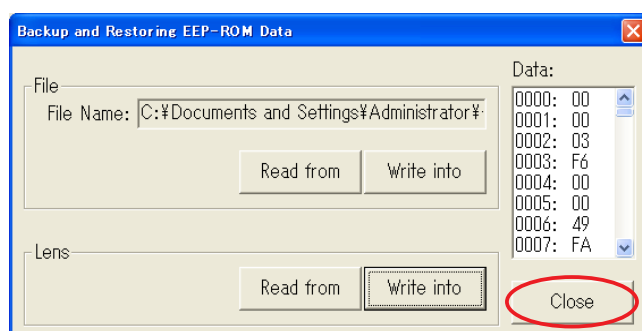 Backup and Restoring EEP-ROM Data
File
File Name: C:¥Documents and Settings¥Administrator¥
Read from Write into
Lens
Read from Write into
Data:
0000: 00
0001: 00
0002: 03
0003: F6
0004: 00
0005: 00
0006: 49
0007: FA
Close